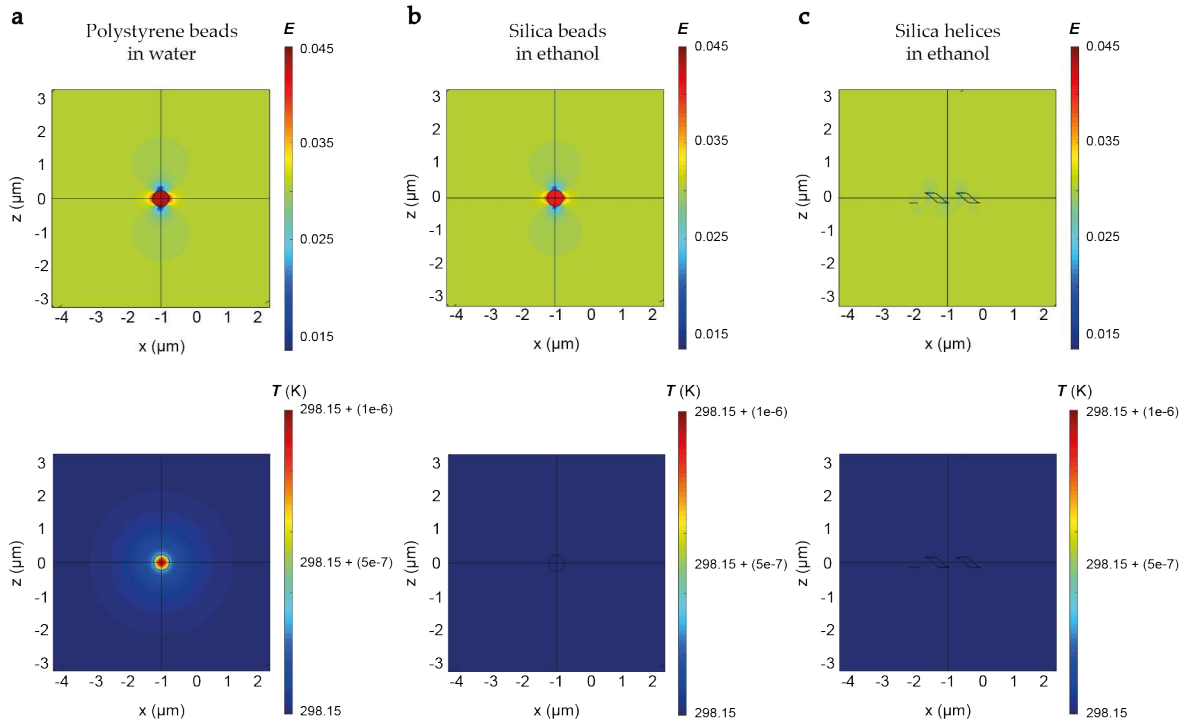 a
Polystyrene beads
in water
E
0.045
0.035
0.025
0.015
3
2
1
0
-1
-2
-3
z (µm)
-4 -3 -2 -1 0 1 2
x (µm)
b
Silica beads
in ethanol
E
0.045
0.035
0.025
0.015
3
2
1
0
-1
-2
-3
z (µm)
-4 -3 -2 -1 0 1 2
x (µm)
c
Silica helices
in ethanol
E
0.045
0.035
0.025
0.015
3
2
1
0
-1
-2
-3
z (µm)
-4 -3 -2 -1 0 1 2
x (µm)
T (K)
298.15 + (1e-6)
298.15 + (5e-7)
298.15
3
2
1
0
-1
-2
-3
z (µm)
-4 -3 -2 -1 0 1 2
x (µm)
T (K)
298.15 + (1e-6)
298.15 + (5e-7)
298.15
3
2
1
0
-1
-2
-3
z (µm)
-4 -3 -2 -1 0 1 2
x (µm)
T (K)
298.15 + (1e-6)
298.15 + (5e-7)
298.15
3
2
1
0
-1
-2
-3
z (µm)
-4 -3 -2 -1 0 1 2
x (µm)